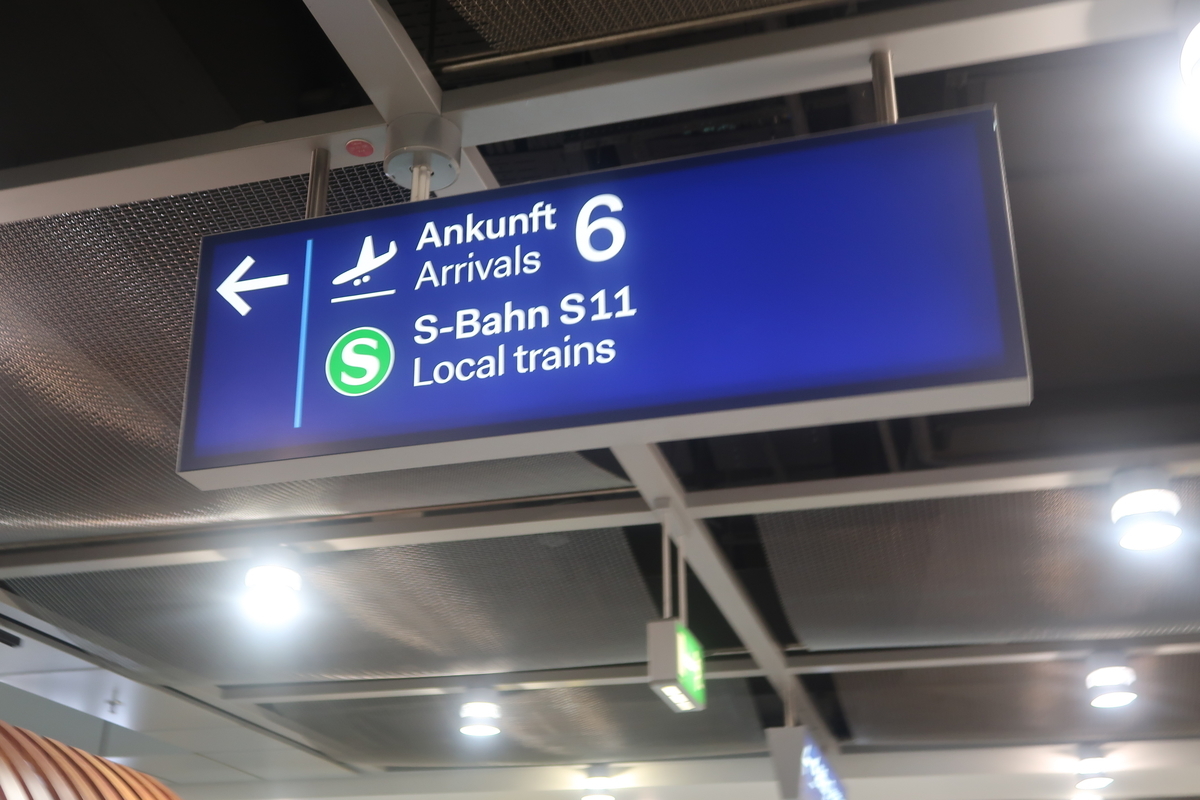 Ankunft 6
Arrivals
S S-Bahn S11
Local trains